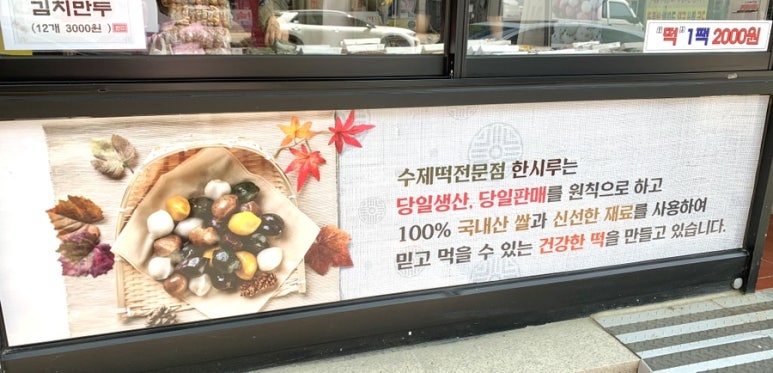 김치만두
(12개 3000원)
떡 1팩 2000원
수제떡전문점 한시루는
당일생산, 당일판매를 원칙으로 하고
100% 국내산 쌀과 신선한 재료를 사용하여
믿고 먹을 수 있는 건강한 떡을 만들고 있습니다.